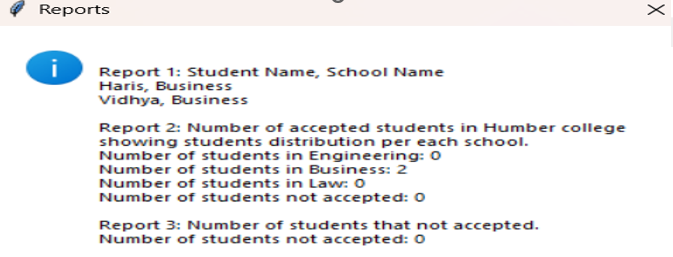 Reports
Report 1: Student Name, School Name
Haris, Business
Vidhya, Business
Report 2: Number of accepted students in Humber college
showing students distribution per each school.
Number of students in Engineering: 0
Number of students in Business: 2
Number of students in Law: 0
Number of students not accepted: 0
Report 3: Number of students that not accepted.
Number of students not accepted: 0